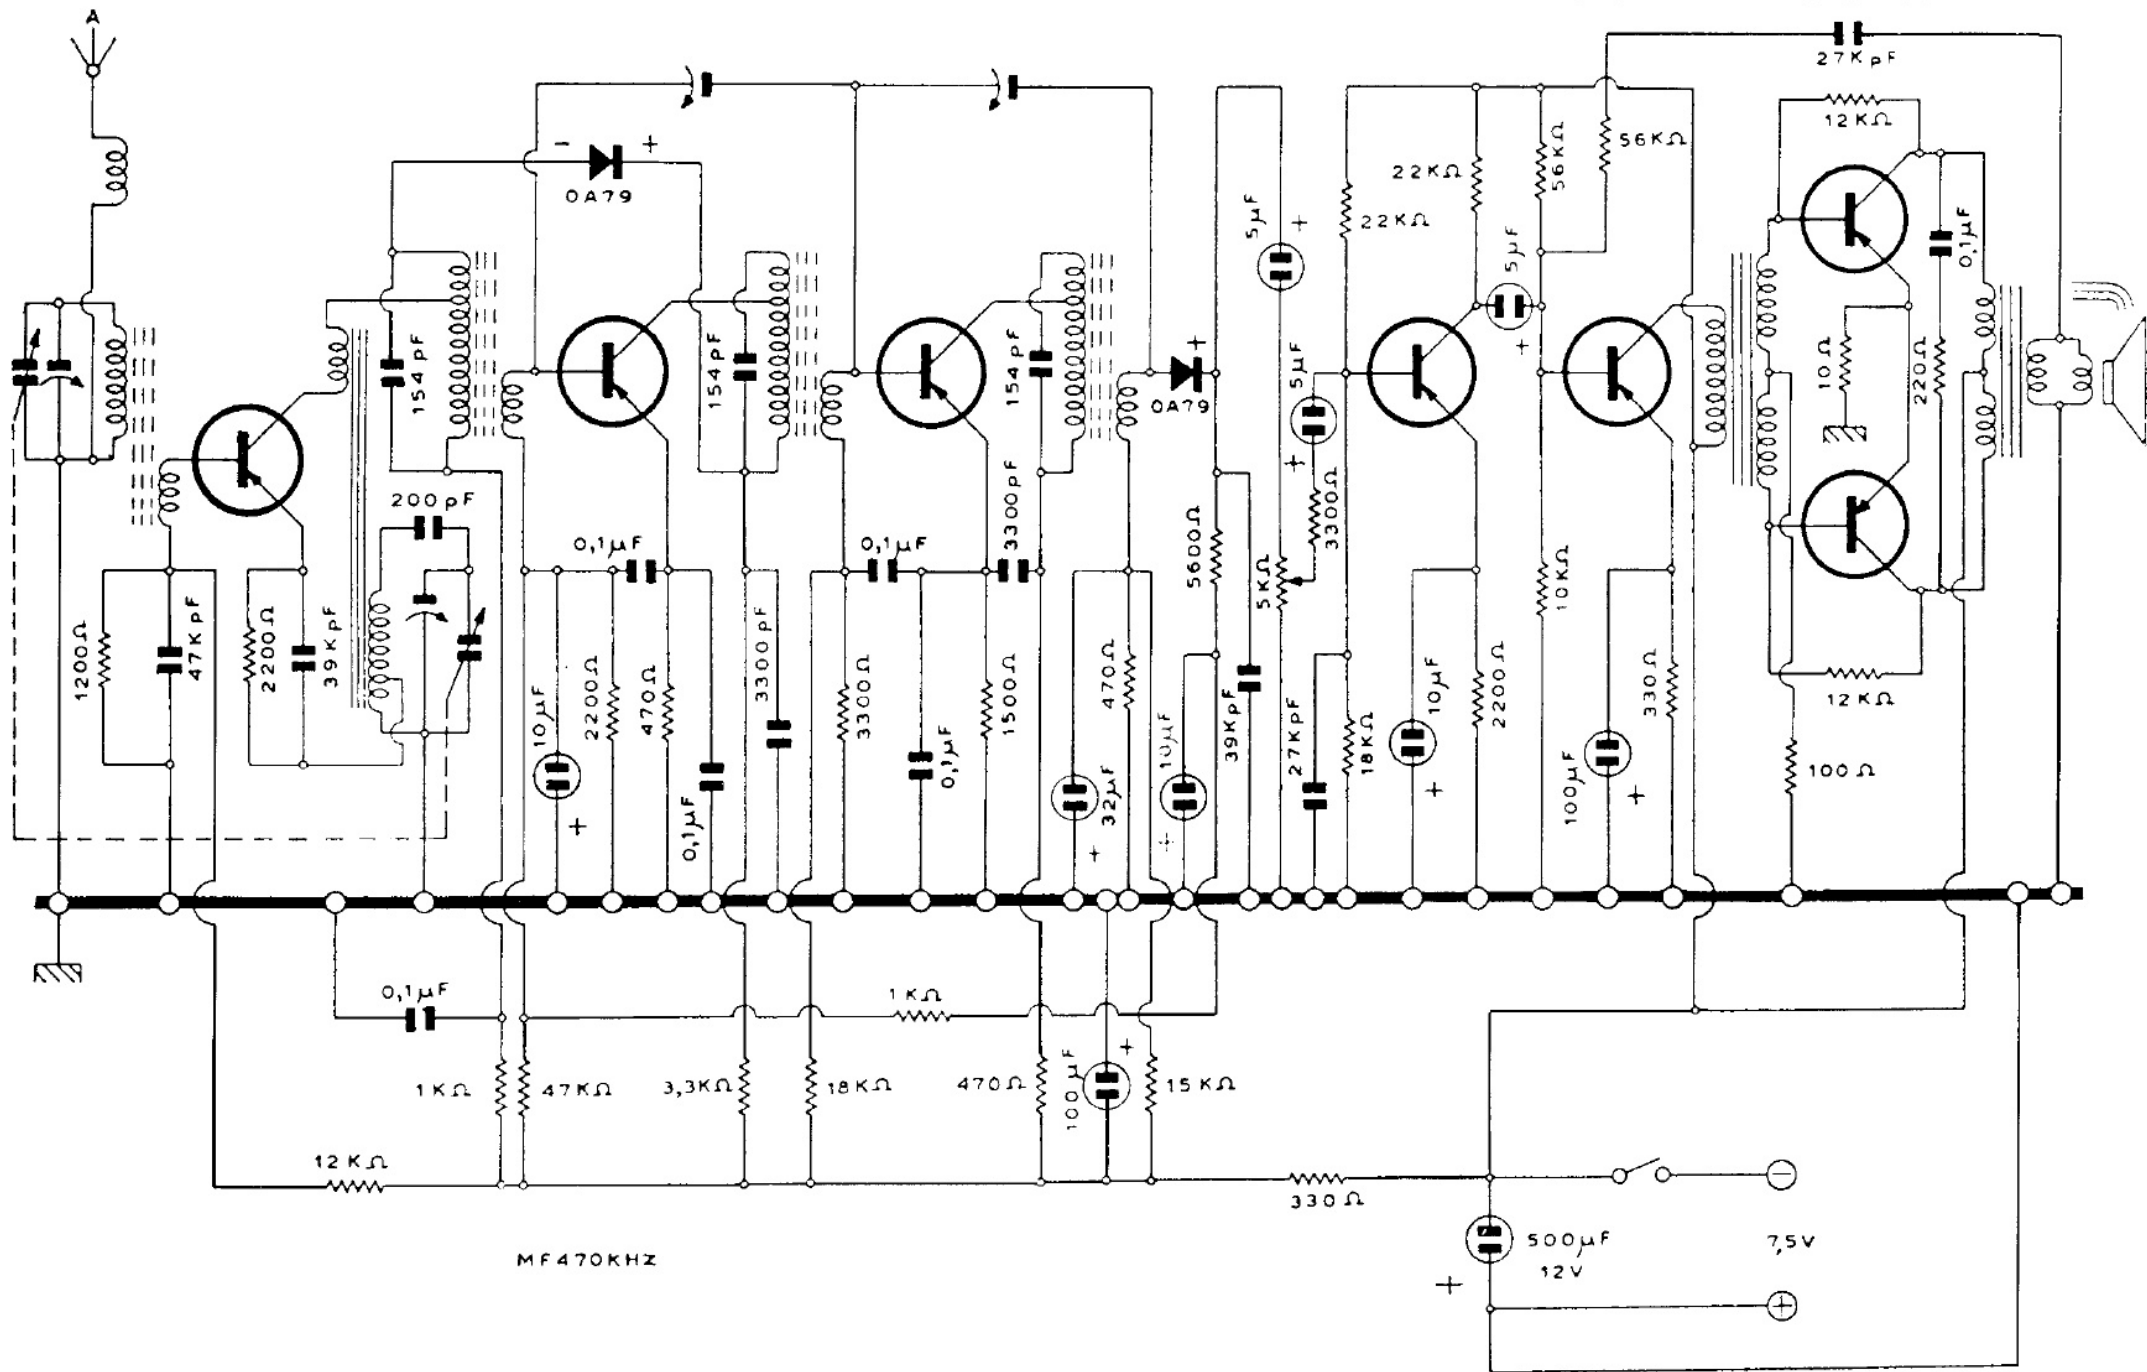 A
27KpF
12KΩ
56KΩ
56KΩ
22KΩ
22KΩ
- +
OA79
5µF
+
5µF
+
0,1µF
154pF
154pF
154pF
+
OA79
5µF
+
10Ω
220Ω
200pF
3300pF
3300Ω
0,1µF
0,1µF
5600Ω
5KΩ
10KΩ
1200Ω
47KpF
2200Ω
39KpF
10µF
+
2200Ω
470Ω
3300pF
3300Ω
1500Ω
470Ω
10µF
+
39KpF
27KpF
18KΩ
10µF
+
2200Ω
330Ω
12KΩ
0,1µF
0,1µF
32µF
+
100µF
+
100Ω
0,1µF
1KΩ
1KΩ
47KΩ
3,3KΩ
18KΩ
470Ω
100µF
+
15KΩ
12KΩ
330Ω
−
MF470KHZ
500µF
12V
7,5V
+
+